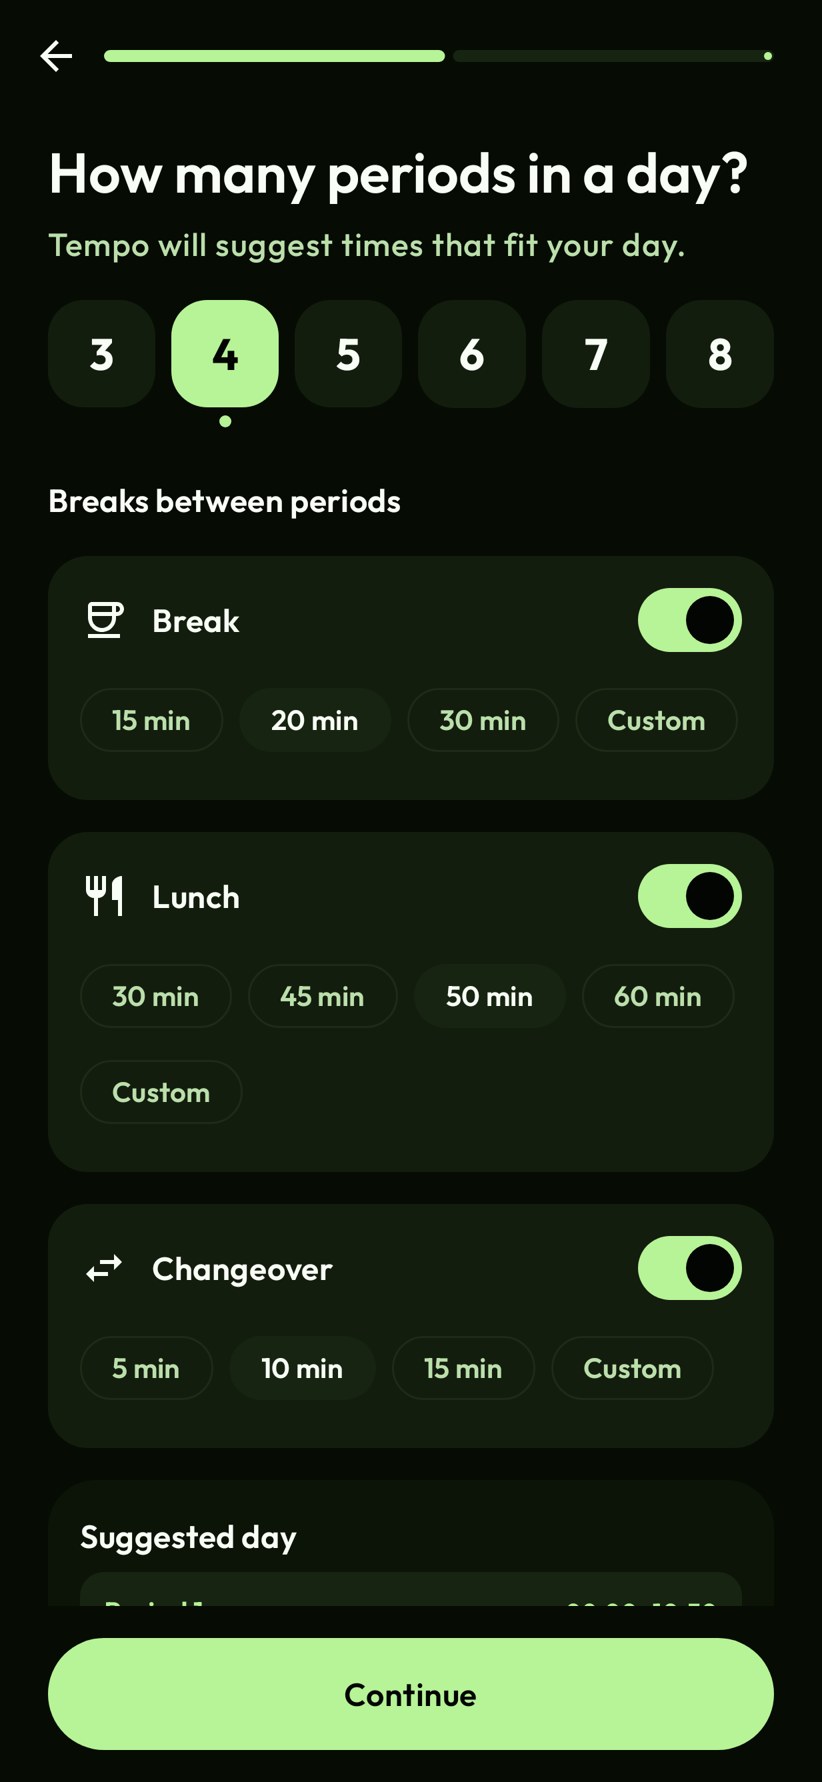 How many periods in a day?
Tempo will suggest times that fit your day.
3 4 5 6 7 8
Breaks between periods
Break
15 min 20 min 30 min Custom
Lunch
30 min 45 min 50 min 60 min
Custom
Changeover
5 min 10 min 15 min Custom
Suggested day
Period 1
Continue